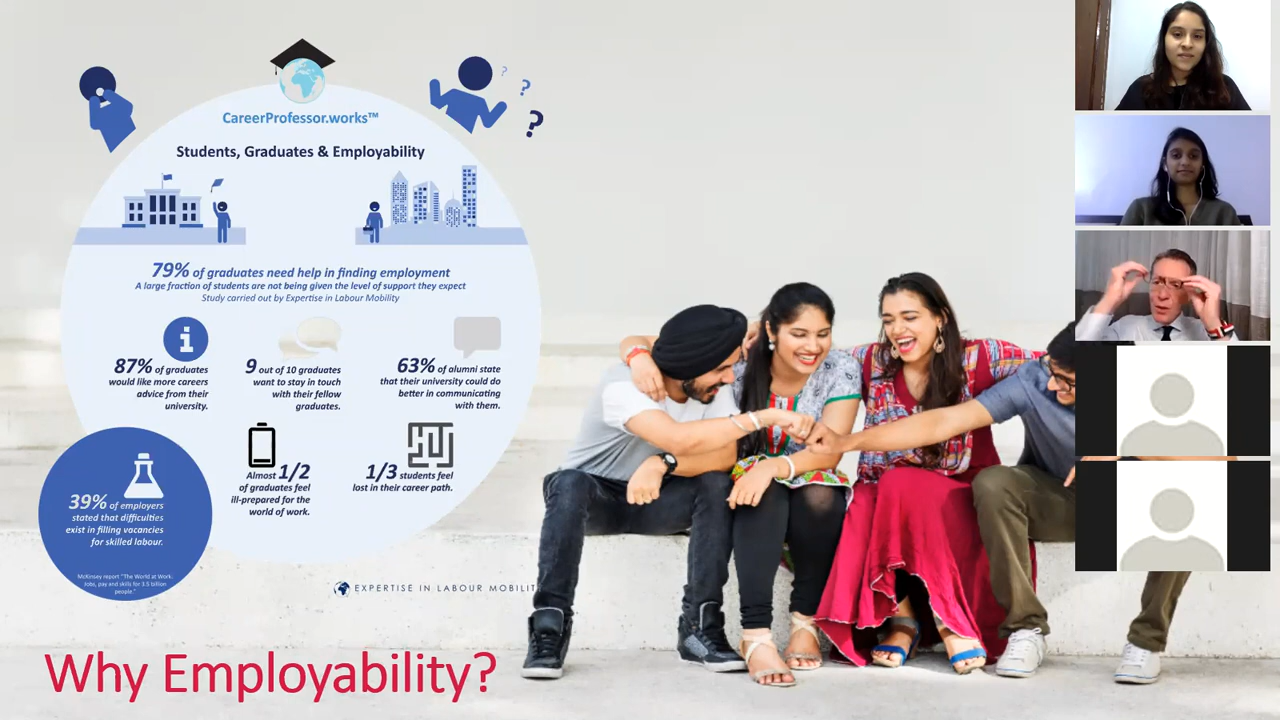 CareerProfessor.works™
Students, Graduates & Employability
79% of graduates need help in finding employment
A large fraction of students are not being given the level of support they expect
Study carried out by Expertise in Labour Mobility
87% of graduates
would like more careers
advice from their
university.
9 out of 10 graduates
want to stay in touch
with their fellow
graduates.
63% of alumni state
that their university could do
better in communicating
with them.
Almost 1/2
of graduates feel
ill-prepared for the
world of work.
1/3 students feel
lost in their career path.
39% of employers
stated that difficulties
exist in filling vacancies
for skilled labour.
McKinsey report "The World at Work:
Jobs, pay and skills for 3.5 billion
people."
EXPERTISE IN LABOUR MOBILIT
Why Employability?